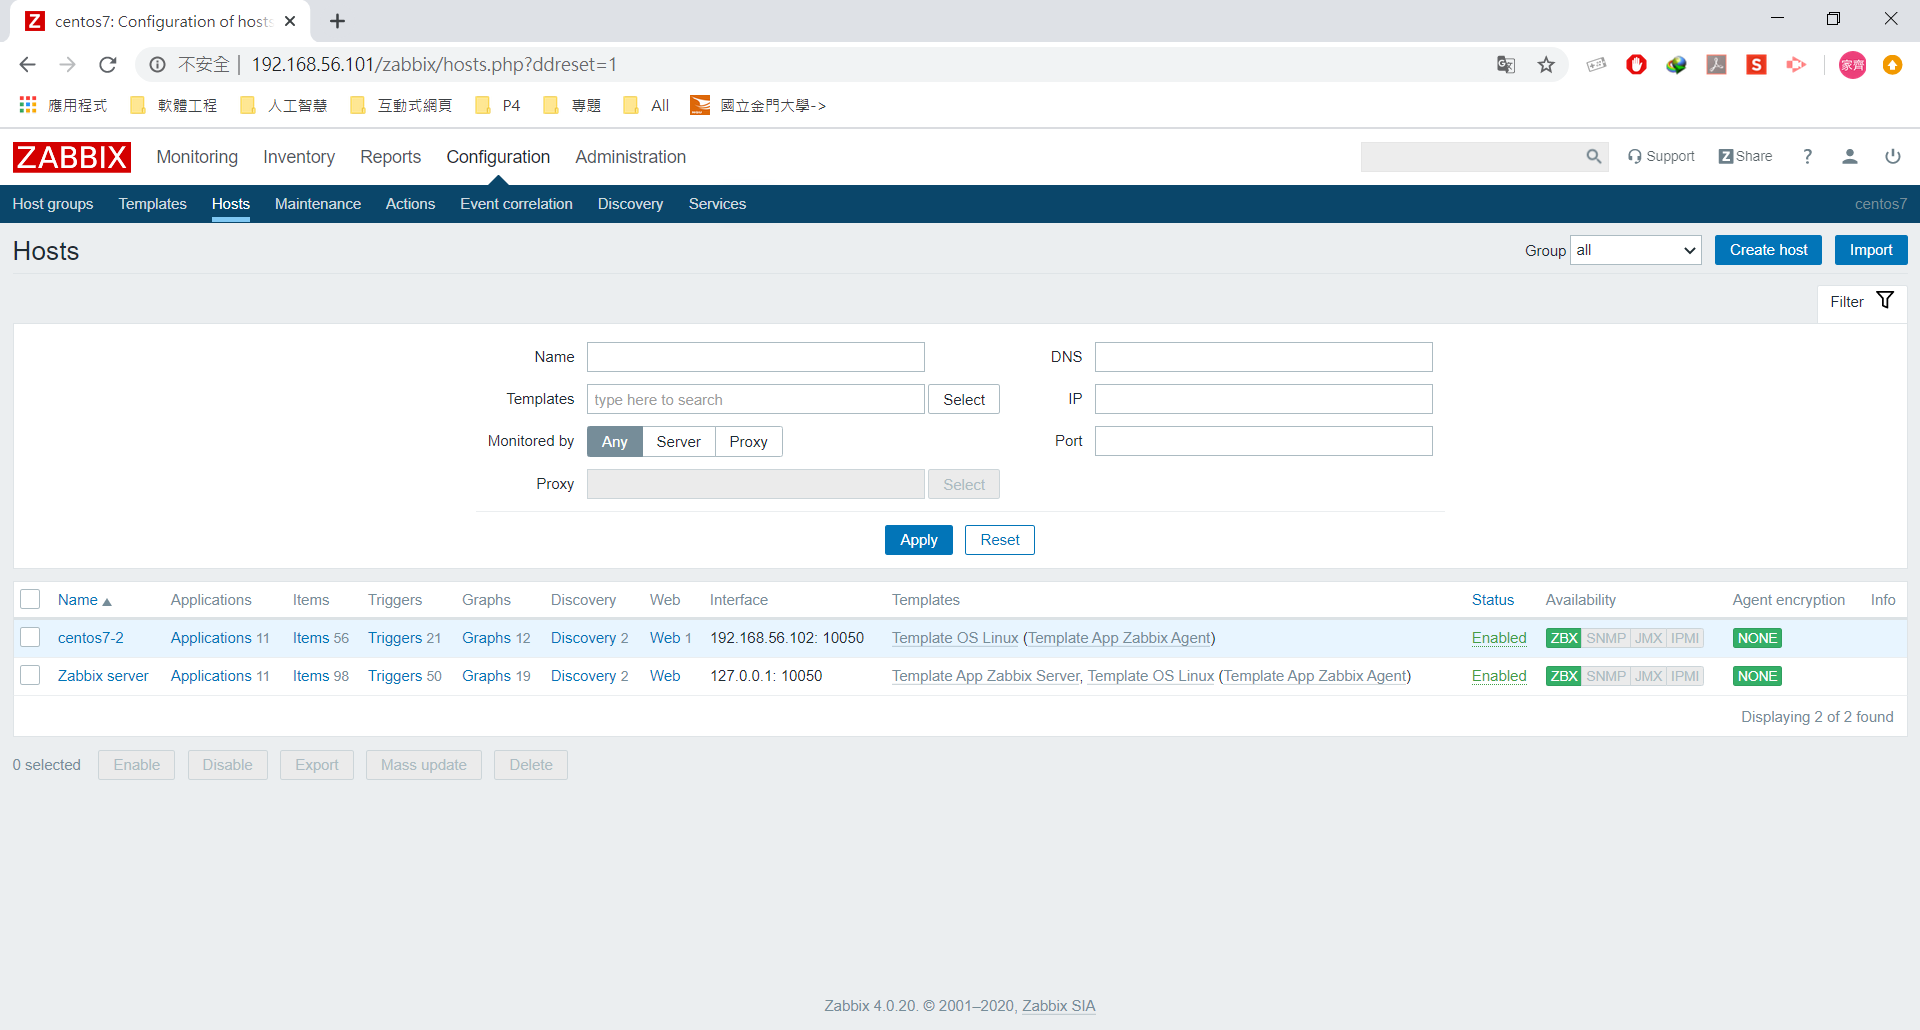 centos7: Configuration of hosts
不安全 | 192.168.56.101/zabbix/hosts.php?ddreset=1
家齊
應用程式 軟體工程 人工智慧 互動式網頁 P4 專題 All 國立金門大學->
ZABBIX Monitoring Inventory Reports Configuration Administration Support Z Share ?
Host groups Templates Hosts Maintenance Actions Event correlation Discovery Services centos7
Hosts Group all Create host Import
Filter
Name DNS
Templates type here to search Select IP
Monitored by Any Server Proxy Port
Proxy Select
Apply Reset
Name Applications Items Triggers Graphs Discovery Web Interface Templates Status Availability Agent encryption Info
centos7-2 Applications 11 Items 56 Triggers 21 Graphs 12 Discovery 2 Web 1 192.168.56.102: 10050 Template OS Linux (Template App Zabbix Agent) Enabled ZBX SNMP JMX IPMI NONE
Zabbix server Applications 11 Items 98 Triggers 50 Graphs 19 Discovery 2 Web 127.0.0.1: 10050 Template App Zabbix Server, Template OS Linux (Template App Zabbix Agent) Enabled ZBX SNMP JMX IPMI NONE
Displaying 2 of 2 found
0 selected Enable Disable Export Mass update Delete
Zabbix 4.0.20. © 2001–2020, Zabbix SIA